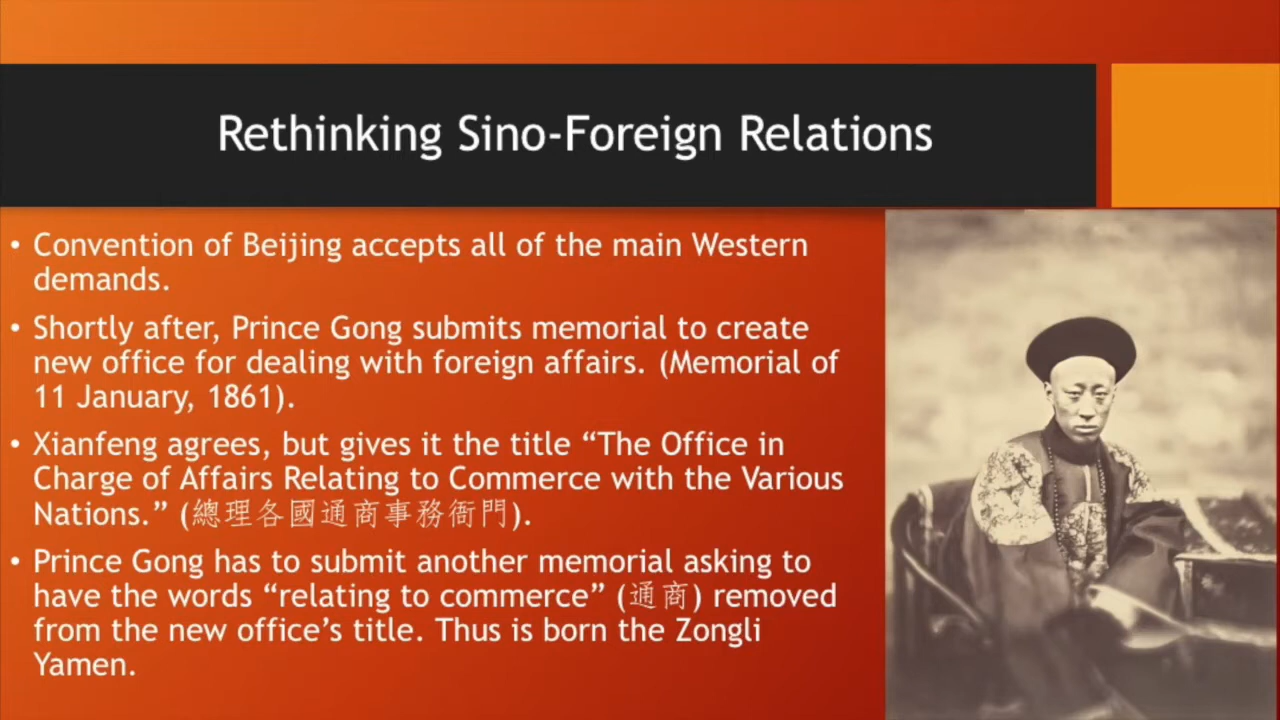 Rethinking Sino-Foreign Relations
• Convention of Beijing accepts all of the main Western
demands.
• Shortly after, Prince Gong submits memorial to create
new office for dealing with foreign affairs. (Memorial of
11 January, 1861).
• Xianfeng agrees, but gives it the title “The Office in
Charge of Affairs Relating to Commerce with the Various
Nations.” (總理各國通商事務衙門).
• Prince Gong has to submit another memorial asking to
have the words “relating to commerce” (通商) removed
from the new office’s title. Thus is born the Zongli
Yamen.